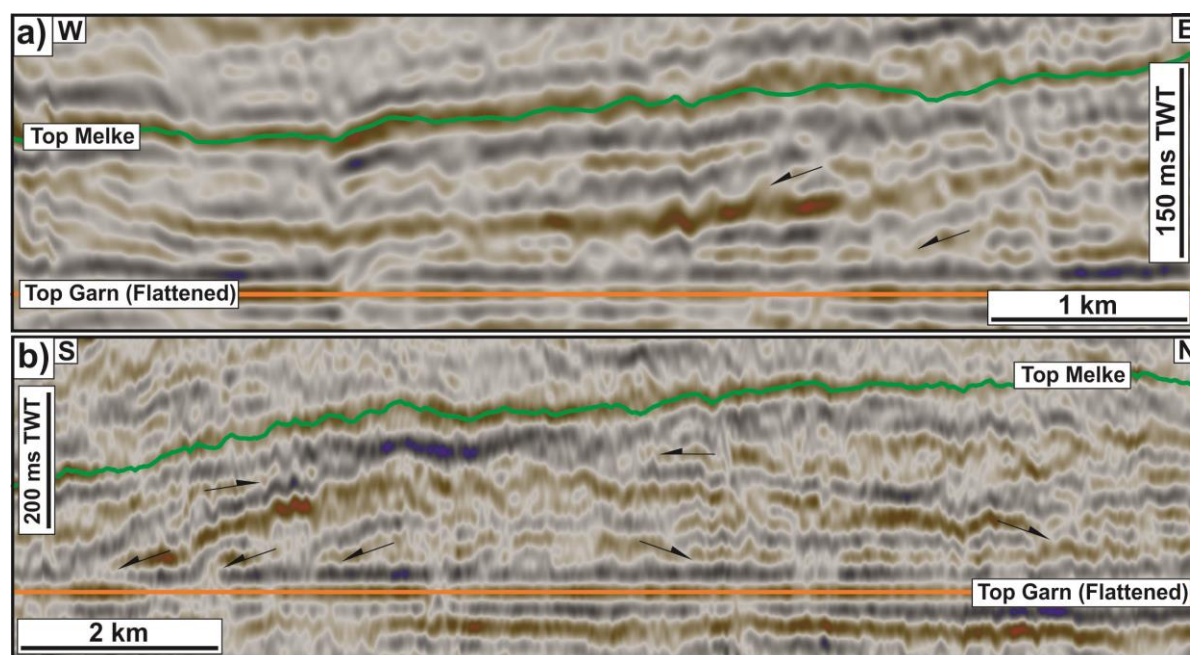 a) W E
Top Melke
150 ms TWT
Top Garn (Flattened)
1 km
b) S N
Top Melke
200 ms TWT
Top Garn (Flattened)
2 km